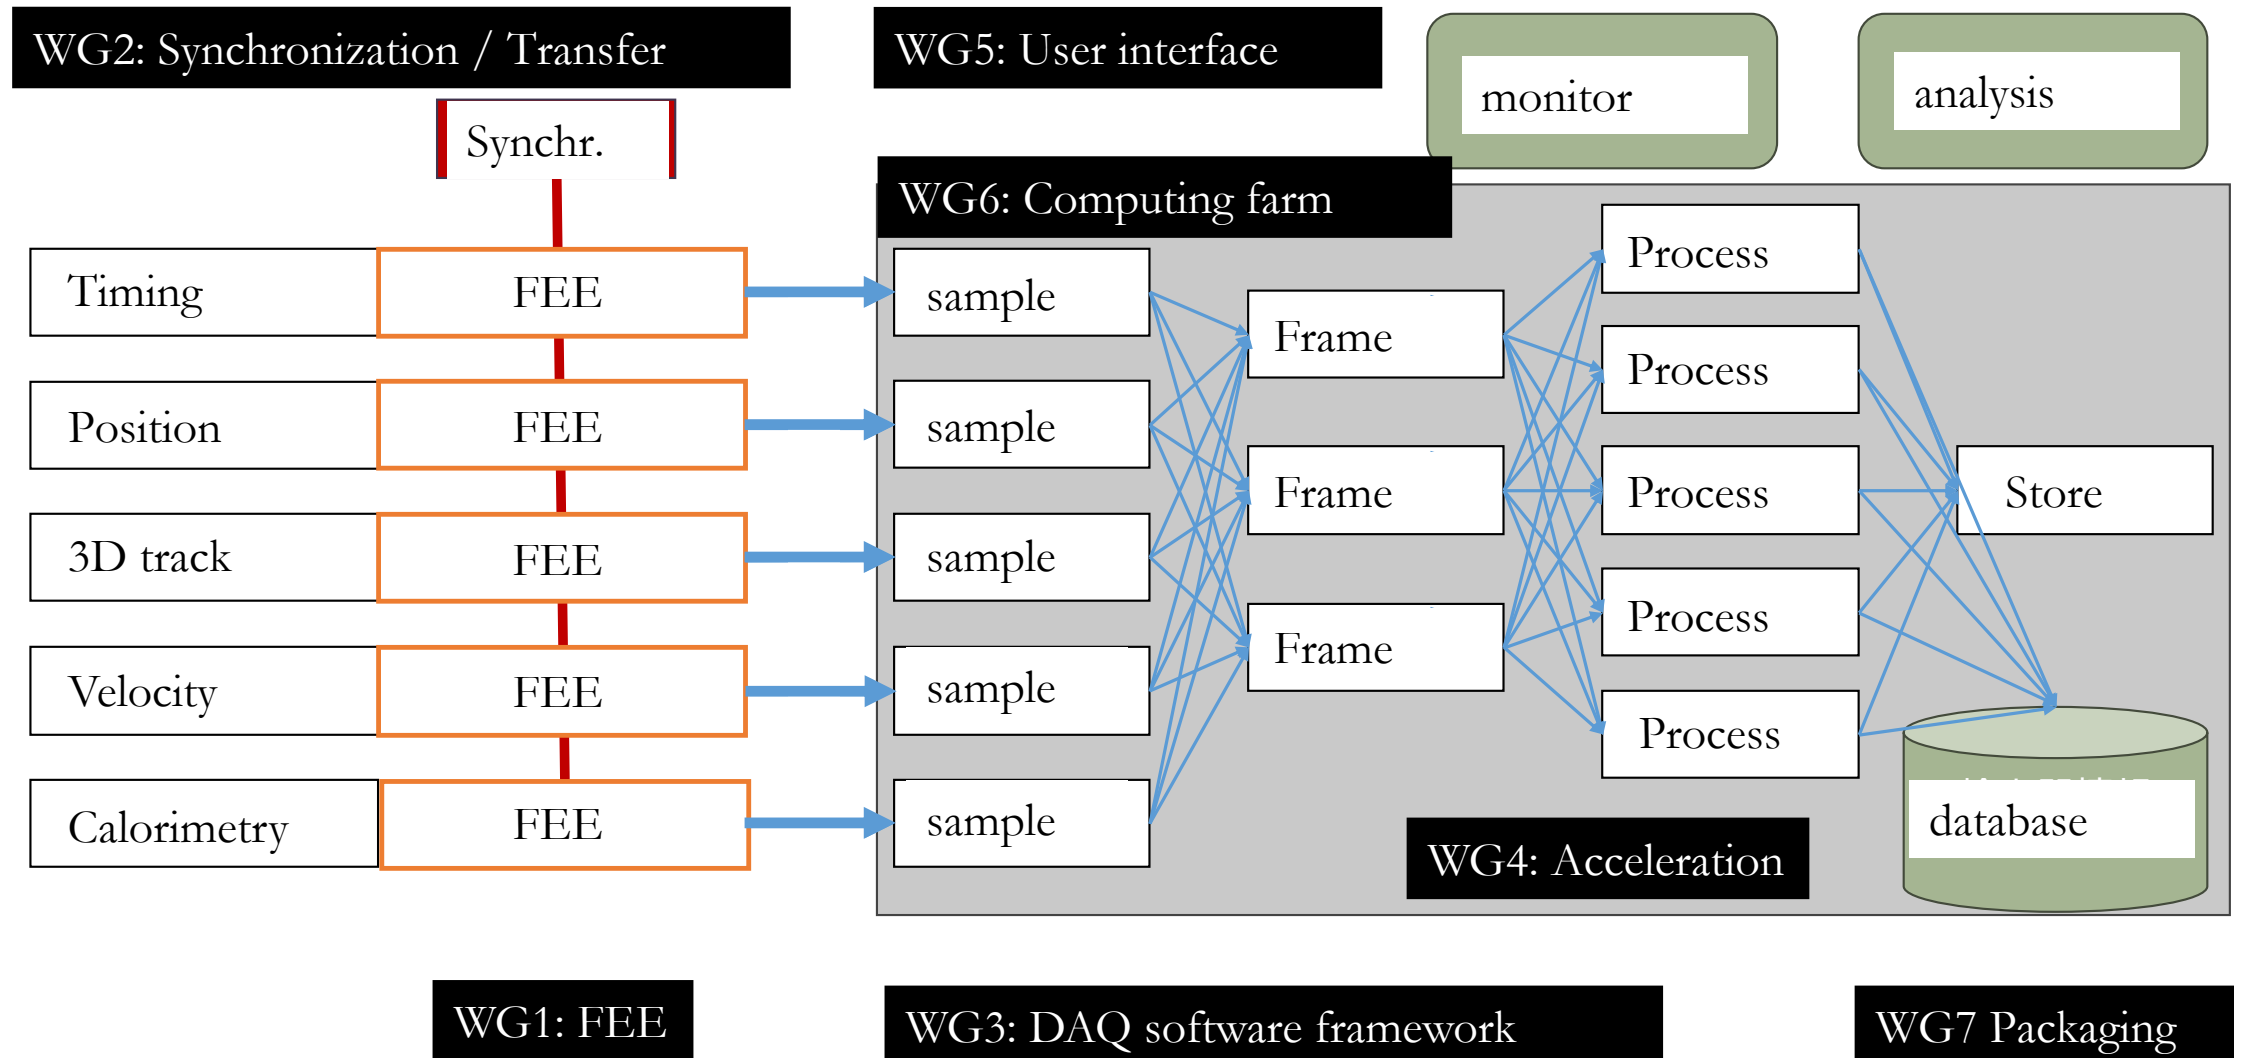 WG2: Synchronization / Transfer
WG5: User interface
monitor
analysis
Synchr.
WG6: Computing farm
Timing
FEE
sample
Position
FEE
sample
3D track
FEE
sample
Velocity
FEE
sample
Calorimetry
FEE
sample
Frame
Frame
Frame
Process
Process
Process
Process
Process
Store
database
WG4: Acceleration
WG1: FEE
WG3: DAQ software framework
WG7 Packaging